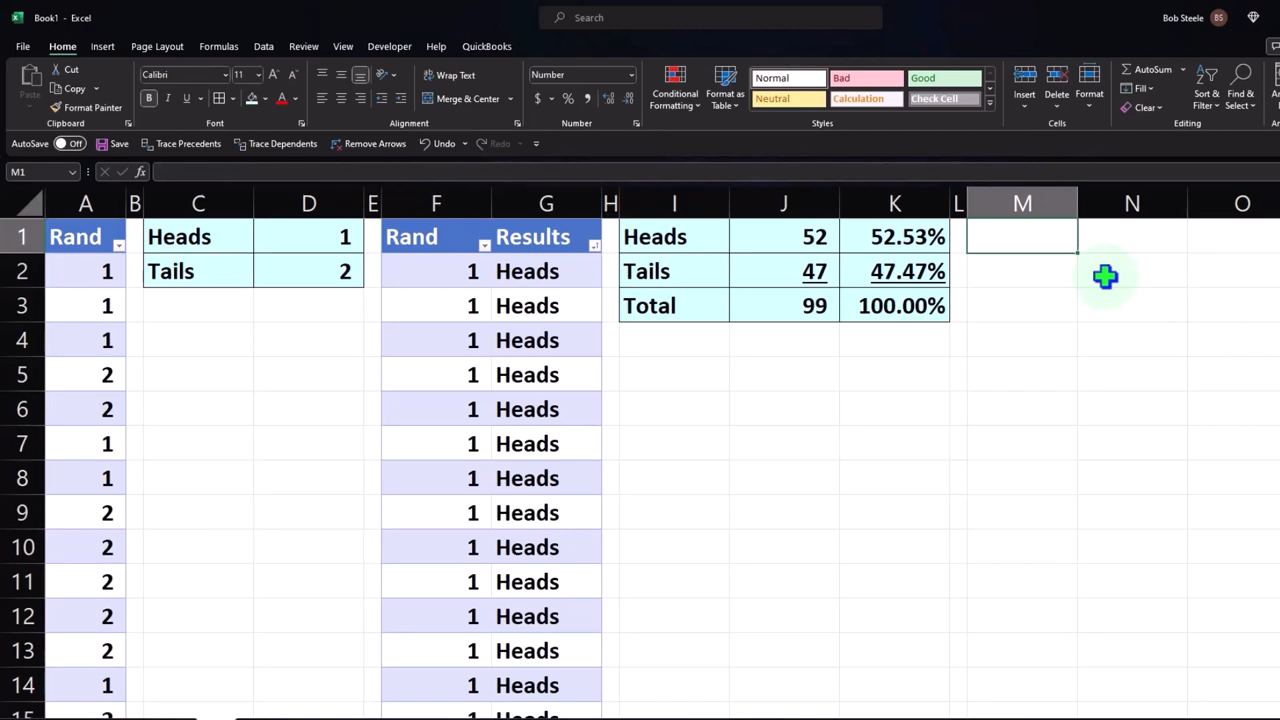 Book1 - Excel
Search
Bob Steele BS
File Home Insert Page Layout Formulas Data Review View Developer Help QuickBooks
Paste
Cut
Copy
Format Painter
Clipboard
Calibri 11
B I U
Font
Wrap Text
Merge & Center
Alignment
Number
$ % ,
Number
Conditional Formatting
Format as Table
Normal Bad Good
Neutral Calculation Check Cell
Styles
Insert Delete Format
Cells
AutoSum
Fill
Clear
Sort & Filter
Find & Select
Editing
AutoSave Off Save Trace Precedents Trace Dependents Remove Arrows Undo Redo
M1 fx
A B C D E F G H I J K L M N O
1 Rand Heads 1 Rand Results Heads 52 52.53%
2 1 Tails 2 1 Heads Tails 47 47.47%
3 1 1 Heads Total 99 100.00%
4 1 1 Heads
5 2 1 Heads
6 2 1 Heads
7 1 1 Heads
8 1 1 Heads
9 2 1 Heads
10 2 1 Heads
11 2 1 Heads
12 2 1 Heads
13 2 1 Heads
14 1 1 Heads
15 2 1 Heads